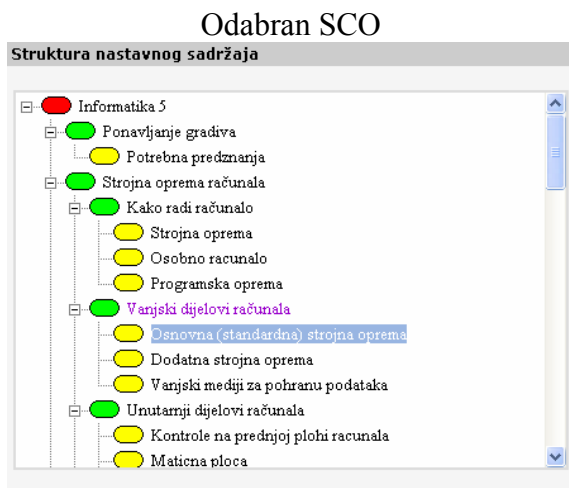 Odabran SCO
Struktura nastavnog sadržaja
Informatika 5
Ponavljanje gradiva
Potrebna predznanja
Strojna oprema računala
Kako radi računalo
Strojna oprema
Osobno racunalo
Programska oprema
Vanjski dijelovi računala
Osnovna (standardna) strojna oprema
Dodatna strojna oprema
Vanjski mediji za pohranu podataka
Unutarnji dijelovi računala
Kontrole na prednjoj plohi racunala
Maticna ploca